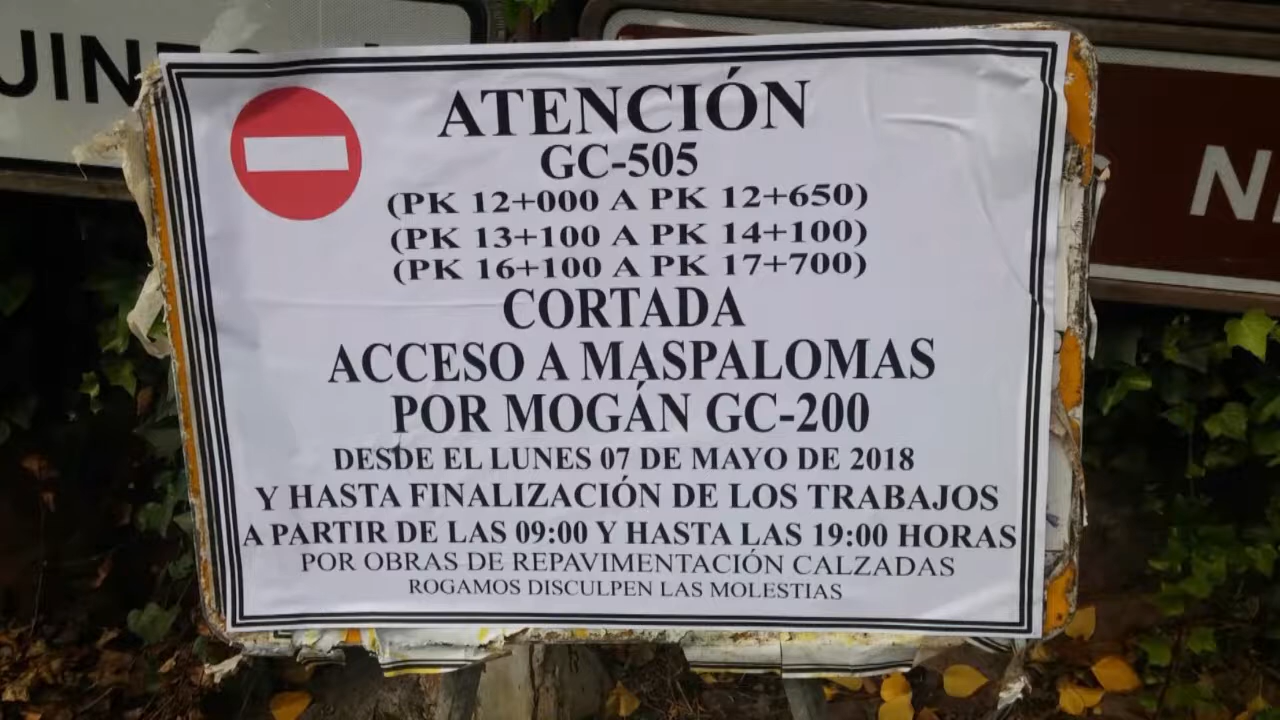 ATENCIÓN
GC-505
(PK 12+000 A PK 12+650)
(PK 13+100 A PK 14+100)
(PK 16+100 A PK 17+700)
CORTADA
ACCESO A MASPALOMAS
POR MOGÁN GC-200
DESDE EL LUNES 07 DE MAYO DE 2018
Y HASTA FINALIZACIÓN DE LOS TRABAJOS
A PARTIR DE LAS 09:00 Y HASTA LAS 19:00 HORAS
POR OBRAS DE REPAVIMENTACIÓN CALZADAS
ROGAMOS DISCULPEN LAS MOLESTIAS